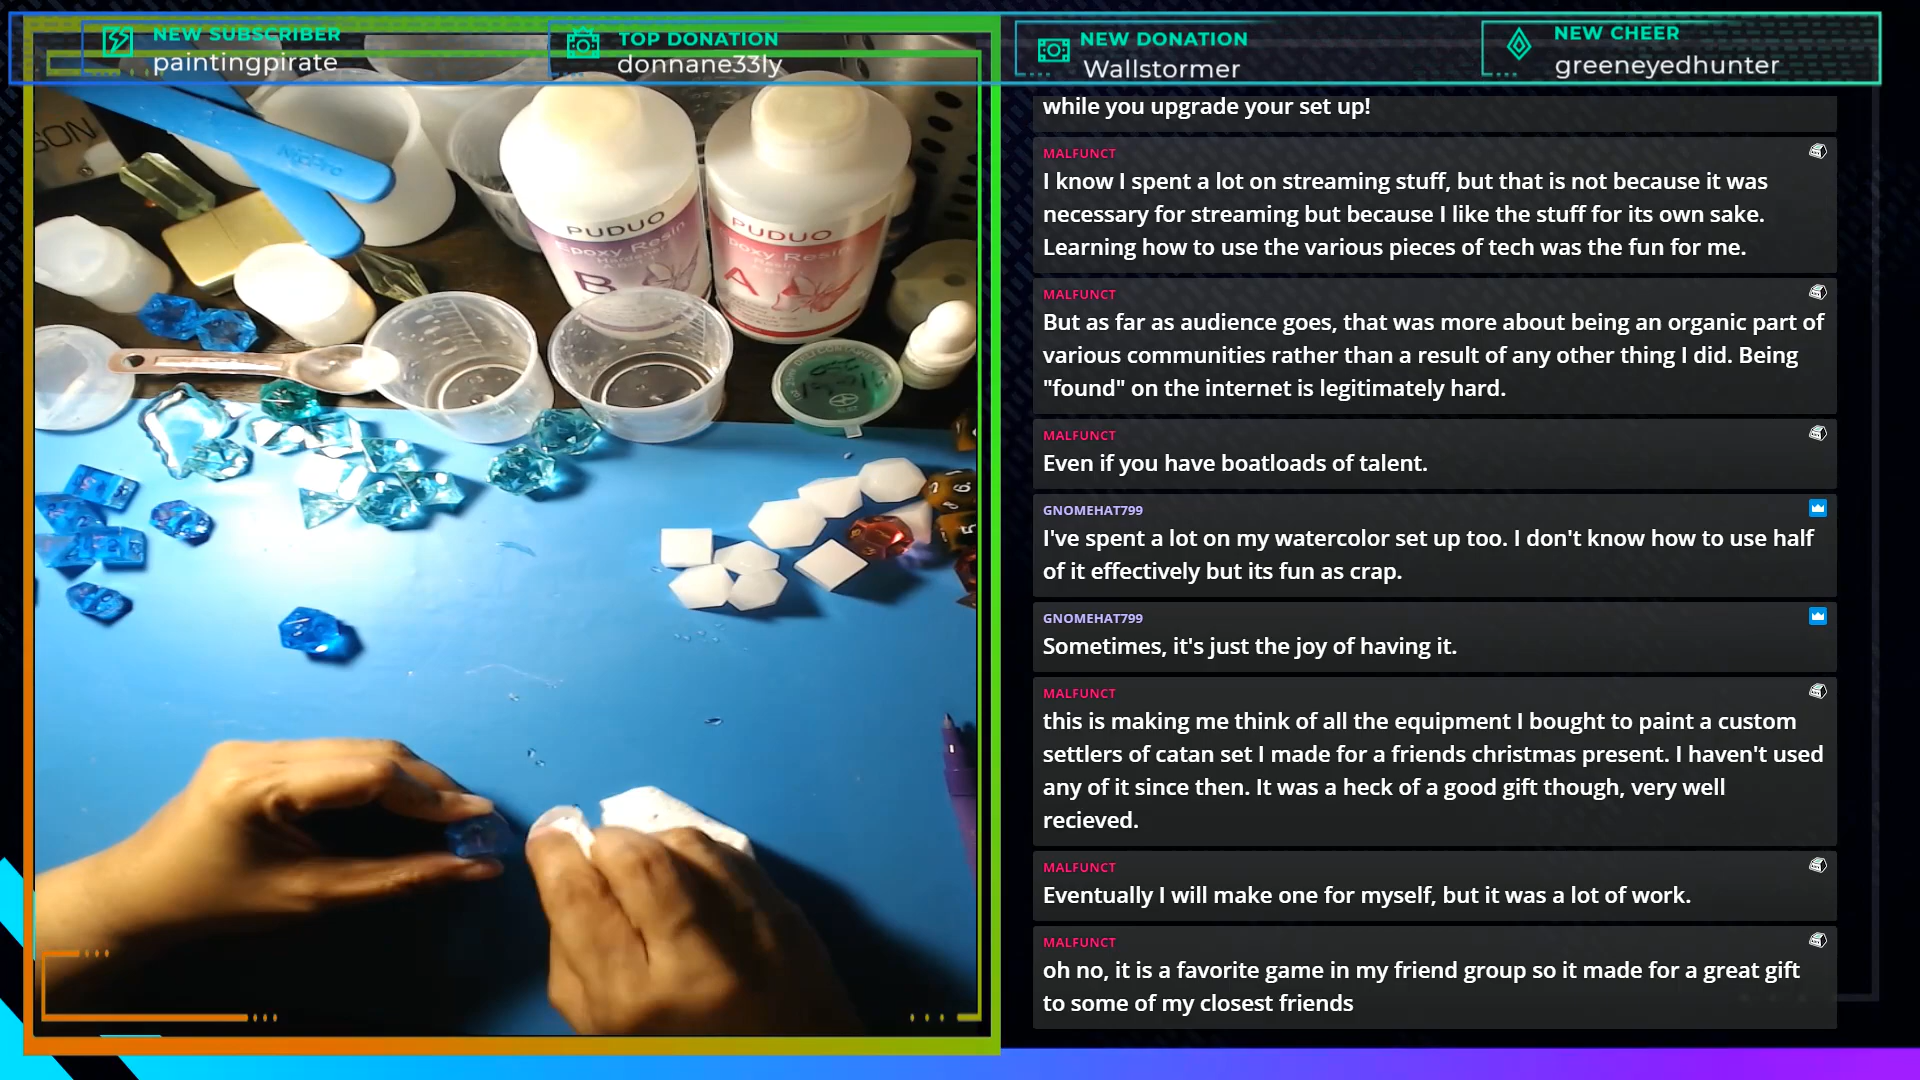 NEW SUBSCRIBER
paintingpirate
TOP DONATION
donnane33ly
NEW DONATION
Wallstormer
NEW CHEER
greeneyedhunter
SON
PUDUO
Epoxy Resin
B
PUDUO
Epoxy Resin
A
while you upgrade your set up!
MALFUNCT
I know I spent a lot on streaming stuff, but that is not because it was
necessary for streaming but because I like the stuff for its own sake.
Learning how to use the various pieces of tech was the fun for me.
MALFUNCT
But as far as audience goes, that was more about being an organic part of
various communities rather than a result of any other thing I did. Being
"found" on the internet is legitimately hard.
MALFUNCT
Even if you have boatloads of talent.
GNOMEHAT799
I've spent a lot on my watercolor set up too. I don't know how to use half
of it effectively but its fun as crap.
GNOMEHAT799
Sometimes, it's just the joy of having it.
MALFUNCT
this is making me think of all the equipment I bought to paint a custom
settlers of catan set I made for a friends christmas present. I haven't used
any of it since then. It was a heck of a good gift though, very well
recieved.
MALFUNCT
Eventually I will make one for myself, but it was a lot of work.
MALFUNCT
oh no, it is a favorite game in my friend group so it made for a great gift
to some of my closest friends